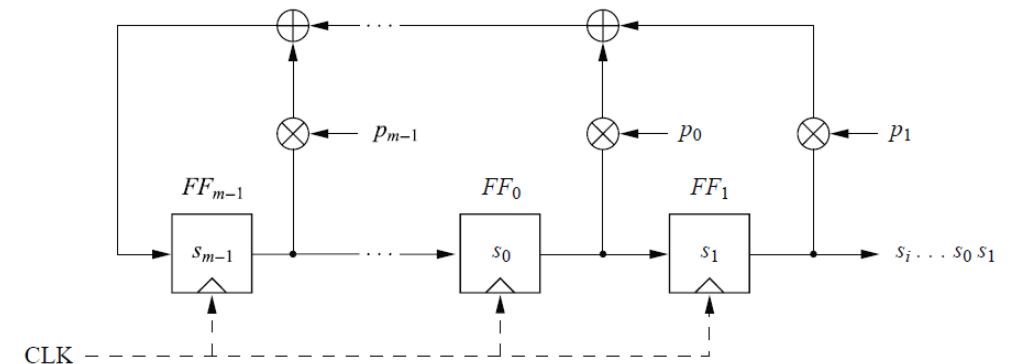 . . .
p_{m−1} p_0 p_1
FF_{m−1} FF_0 FF_1
s_{m−1} . . . s_0 s_1 s_i . . . s_0 s_1
CLK